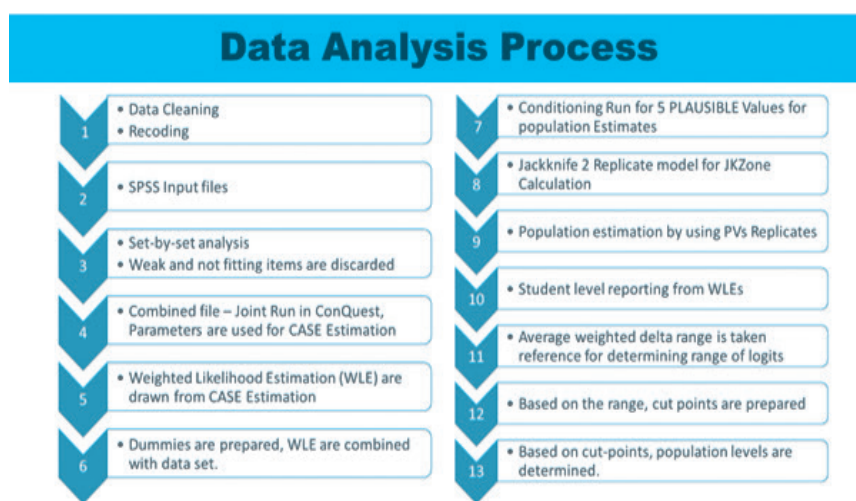 Data Analysis Process
1
• Data Cleaning
• Recoding
2
• SPSS Input files
3
• Set-by-set analysis
• Weak and not fitting items are discarded
4
• Combined file – Joint Run in ConQuest,
Parameters are used for CASE Estimation
5
• Weighted Likelihood Estimation (WLE) are
drawn from CASE Estimation
6
• Dummies are prepared, WLE are combined
with data set.
7
• Conditioning Run for 5 PLAUSIBLE Values for
population Estimates
8
• Jackknife 2 Replicate model for JKZone
Calculation
9
• Population estimation by using PVs Replicates
10
• Student level reporting from WLEs
11
• Average weighted delta range is taken
reference for determining range of logits
12
• Based on the range, cut points are prepared
13
• Based on cut-points, population levels are
determined.